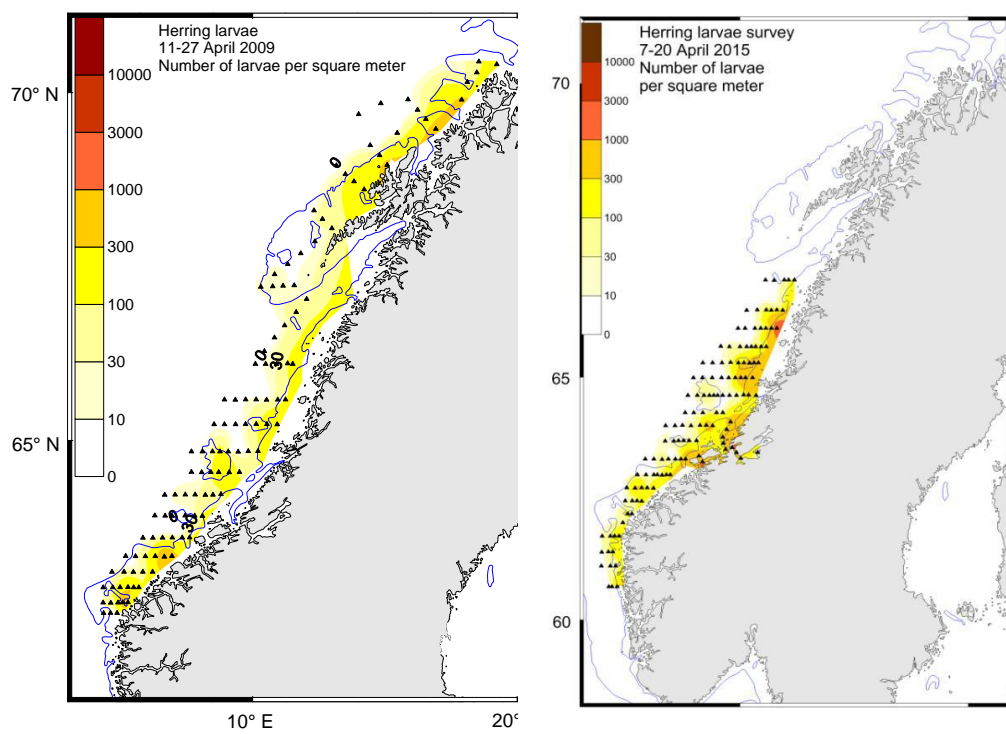 Herring larvae
11-27 April 2009
Number of larvae per square meter
10000
3000
1000
300
100
30
10
0
70° N
65° N
10° E
20°
0
0
30
0
30
Herring larvae survey
7-20 April 2015
Number of larvae
per square meter
10000
3000
1000
300
100
30
10
0
70
65
60